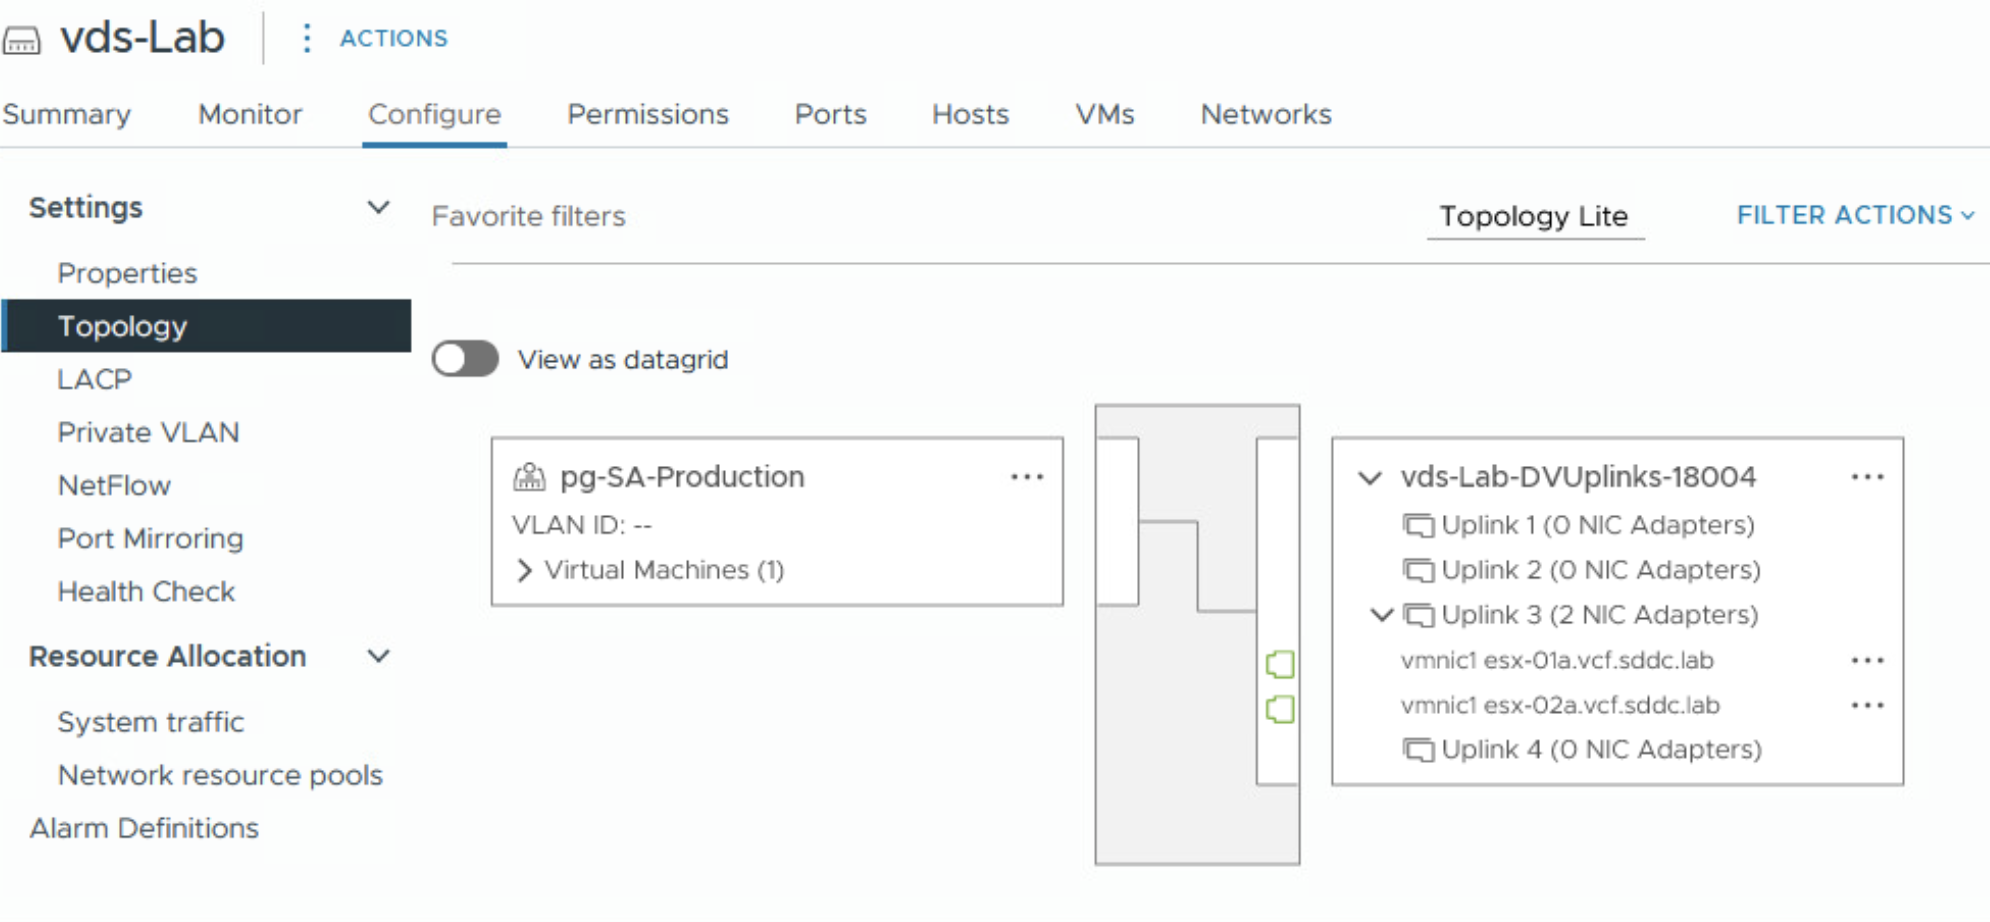 vds-Lab
ACTIONS
Summary Monitor Configure Permissions Ports Hosts VMs Networks
Settings
Properties
Topology
LACP
Private VLAN
NetFlow
Port Mirroring
Health Check
Resource Allocation
System traffic
Network resource pools
Alarm Definitions
Favorite filters
Topology Lite
FILTER ACTIONS
View as datagrid
pg-SA-Production ...
VLAN ID: --
Virtual Machines (1)
vds-Lab-DVUplinks-18004 ...
Uplink 1 (0 NIC Adapters)
Uplink 2 (0 NIC Adapters)
Uplink 3 (2 NIC Adapters)
vmnic1 esx-01a.vcf.sddc.lab ...
vmnic1 esx-02a.vcf.sddc.lab ...
Uplink 4 (0 NIC Adapters)